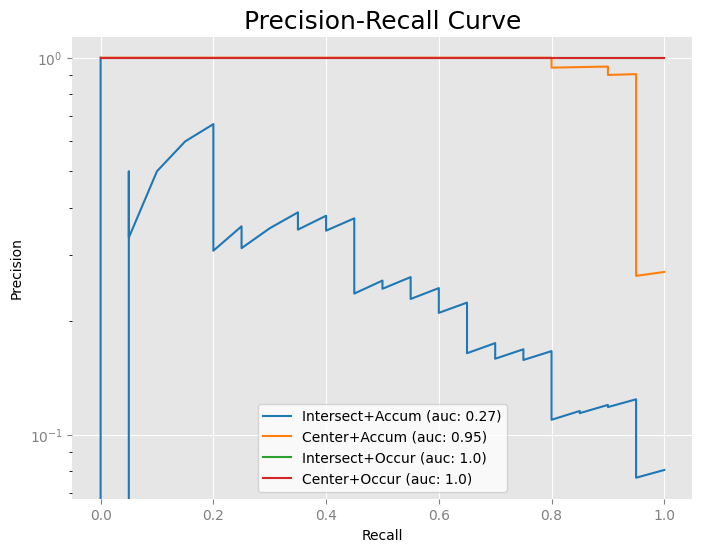 Precision-Recall Curve
10⁰
10⁻¹
Precision
Intersect+Accum (auc: 0.27)
Center+Accum (auc: 0.95)
Intersect+Occur (auc: 1.0)
Center+Occur (auc: 1.0)
0.0 0.2 0.4 0.6 0.8 1.0
Recall